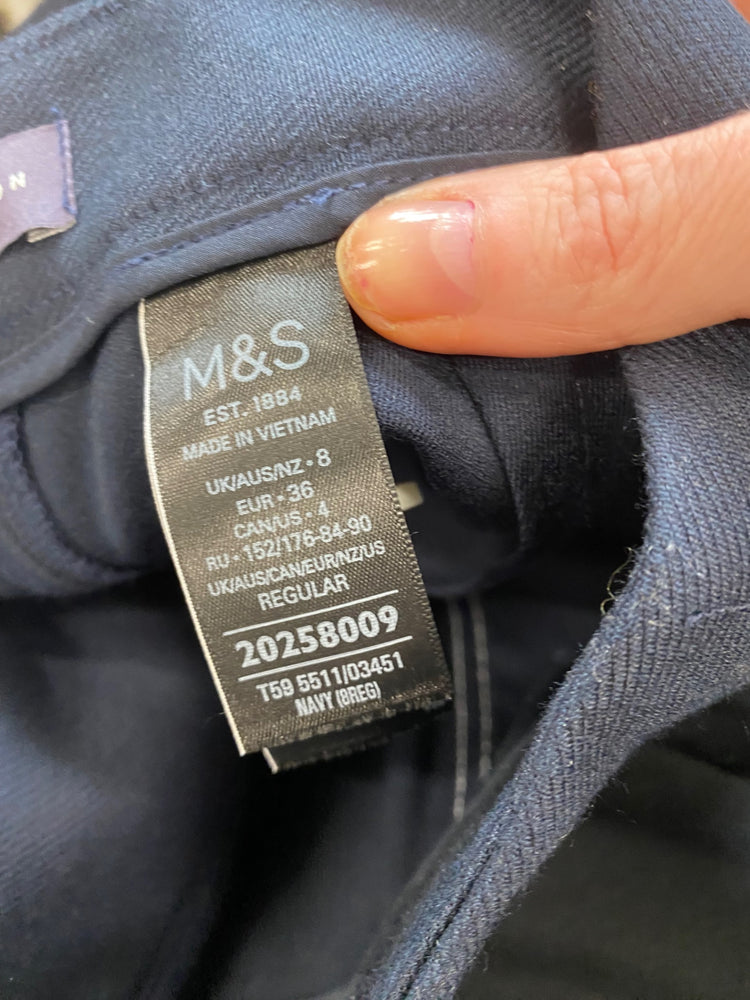 M&S
EST. 1884
MADE IN VIETNAM
UK/AUS/NZ • 8
EUR • 36
CAN/US • 4
RU • 152/176-84-90
UK/AUS/CAN/EUR/NZ/US
REGULAR
20258009
T59 5511/03451
NAVY (8REG)